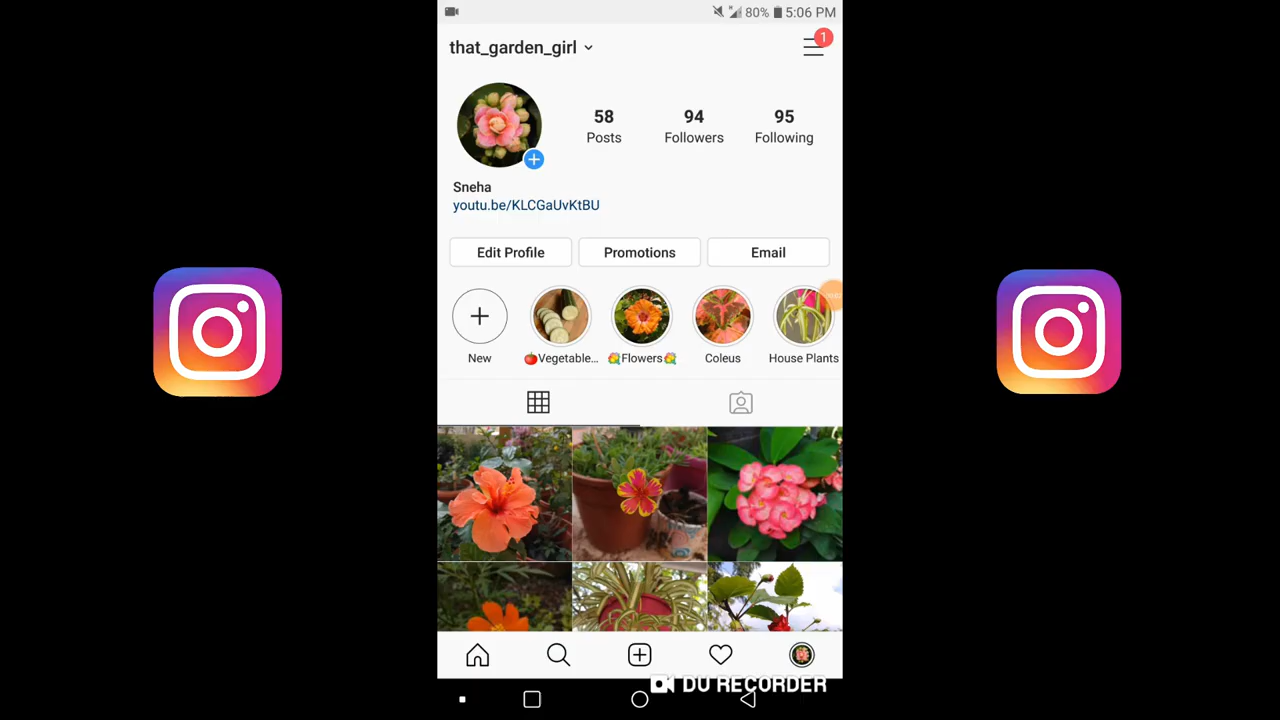 80% 5:06 PM
that_garden_girl
1
58 94 95
Posts Followers Following
Sneha
youtu.be/KLCGaUvKtBU
Edit Profile Promotions Email
New 🍅Vegetable... 💐Flowers💐 Coleus House Plants
DU RECORDER